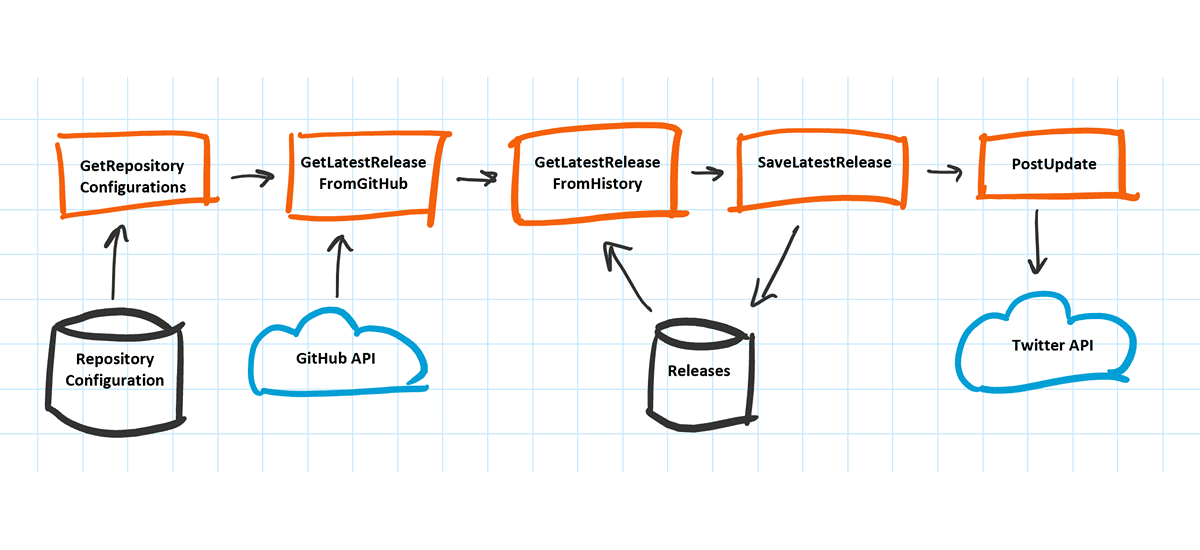 GetRepository
Configurations
GetLatestRelease
FromGitHub
GetLatestRelease
FromHistory
SaveLatestRelease
PostUpdate
Repository
Configuration
GitHub API
Releases
Twitter API